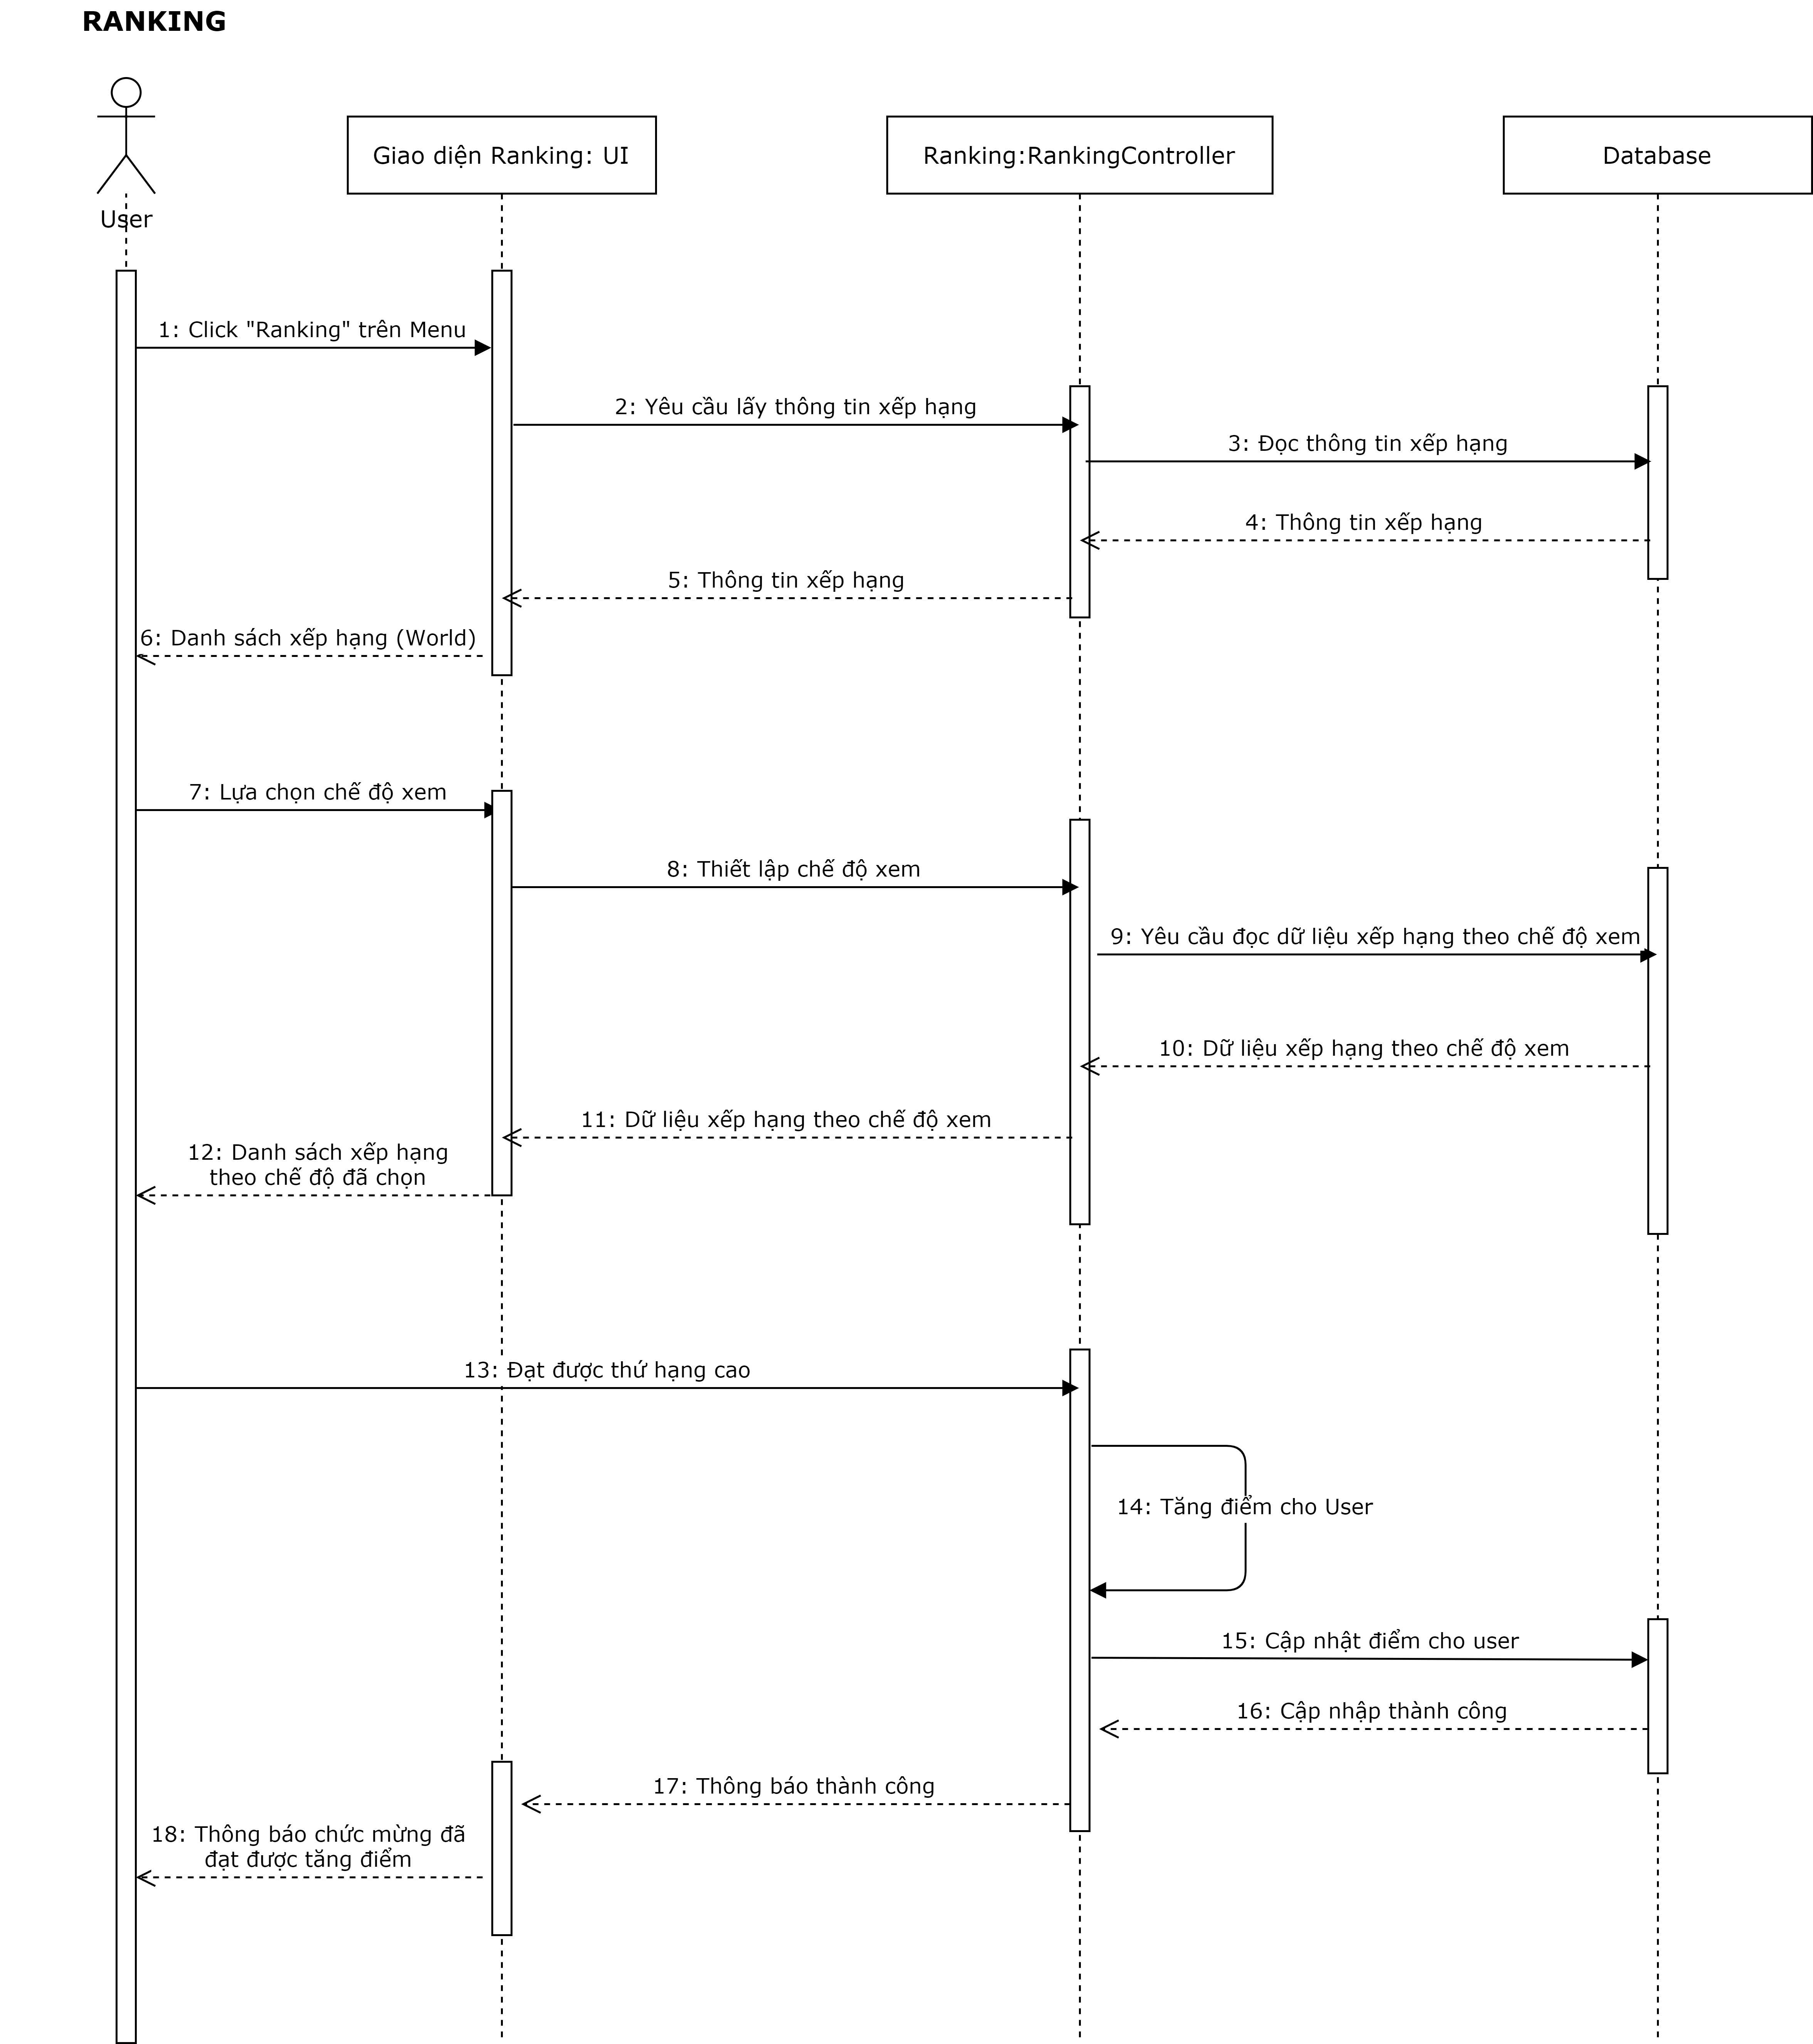 RANKING
User
Giao diện Ranking: UI
Ranking:RankingController
Database
1: Click "Ranking" trên Menu
2: Yêu cầu lấy thông tin xếp hạng
3: Đọc thông tin xếp hạng
4: Thông tin xếp hạng
5: Thông tin xếp hạng
6: Danh sách xếp hạng (World)
7: Lựa chọn chế độ xem
8: Thiết lập chế độ xem
9: Yêu cầu đọc dữ liệu xếp hạng theo chế độ xem
10: Dữ liệu xếp hạng theo chế độ xem
11: Dữ liệu xếp hạng theo chế độ xem
12: Danh sách xếp hạng
theo chế độ đã chọn
13: Đạt được thứ hạng cao
14: Tăng điểm cho User
15: Cập nhật điểm cho user
16: Cập nhập thành công
17: Thông báo thành công
18: Thông báo chức mừng đã
đạt được tăng điểm